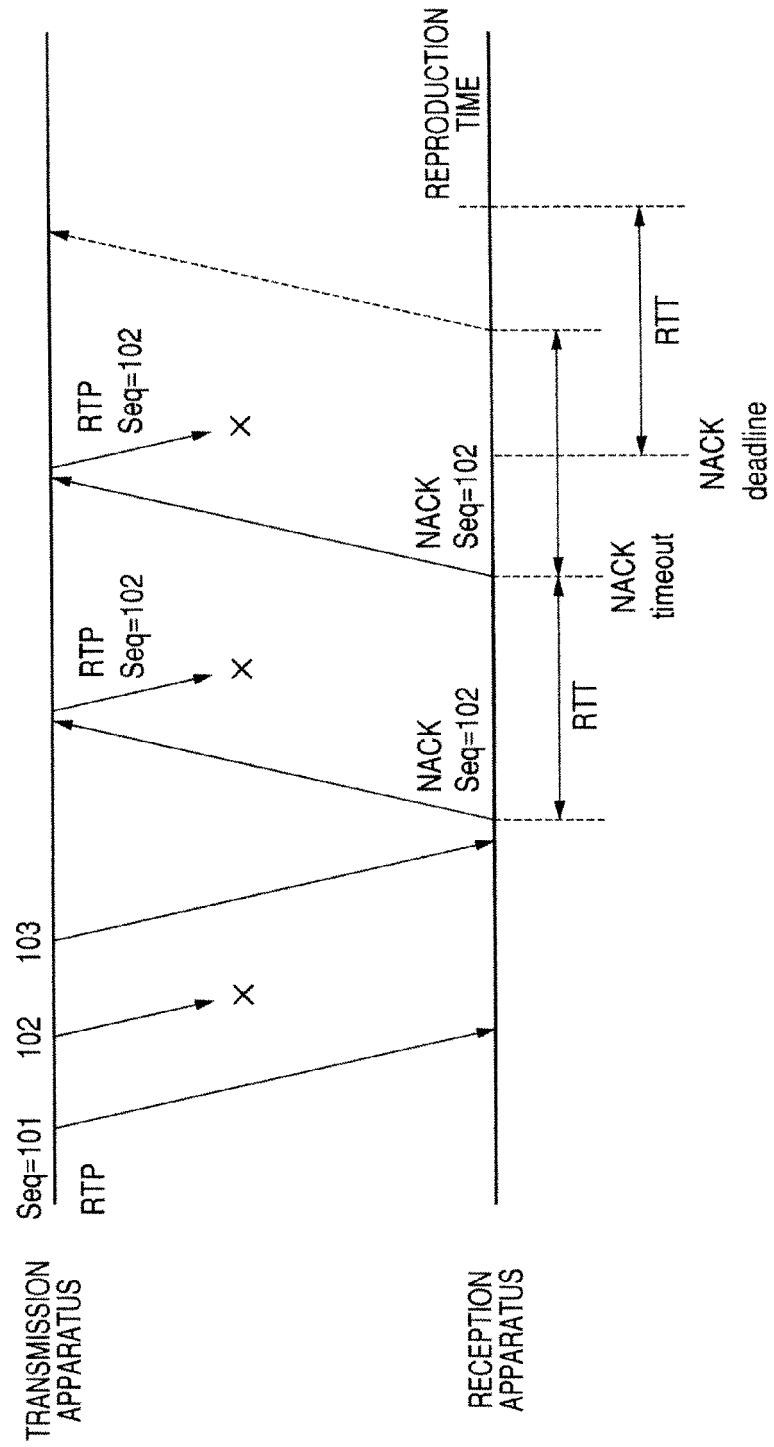 TRANSMISSION
APPARATUS
Seq=101
102
103
RTP
RTP
Seq=102
RTP
Seq=102
RECEPTION
APPARATUS
NACK
Seq=102
NACK
Seq=102
REPRODUCTION
TIME
RTT
NACK
timeout
RTT
NACK
deadline